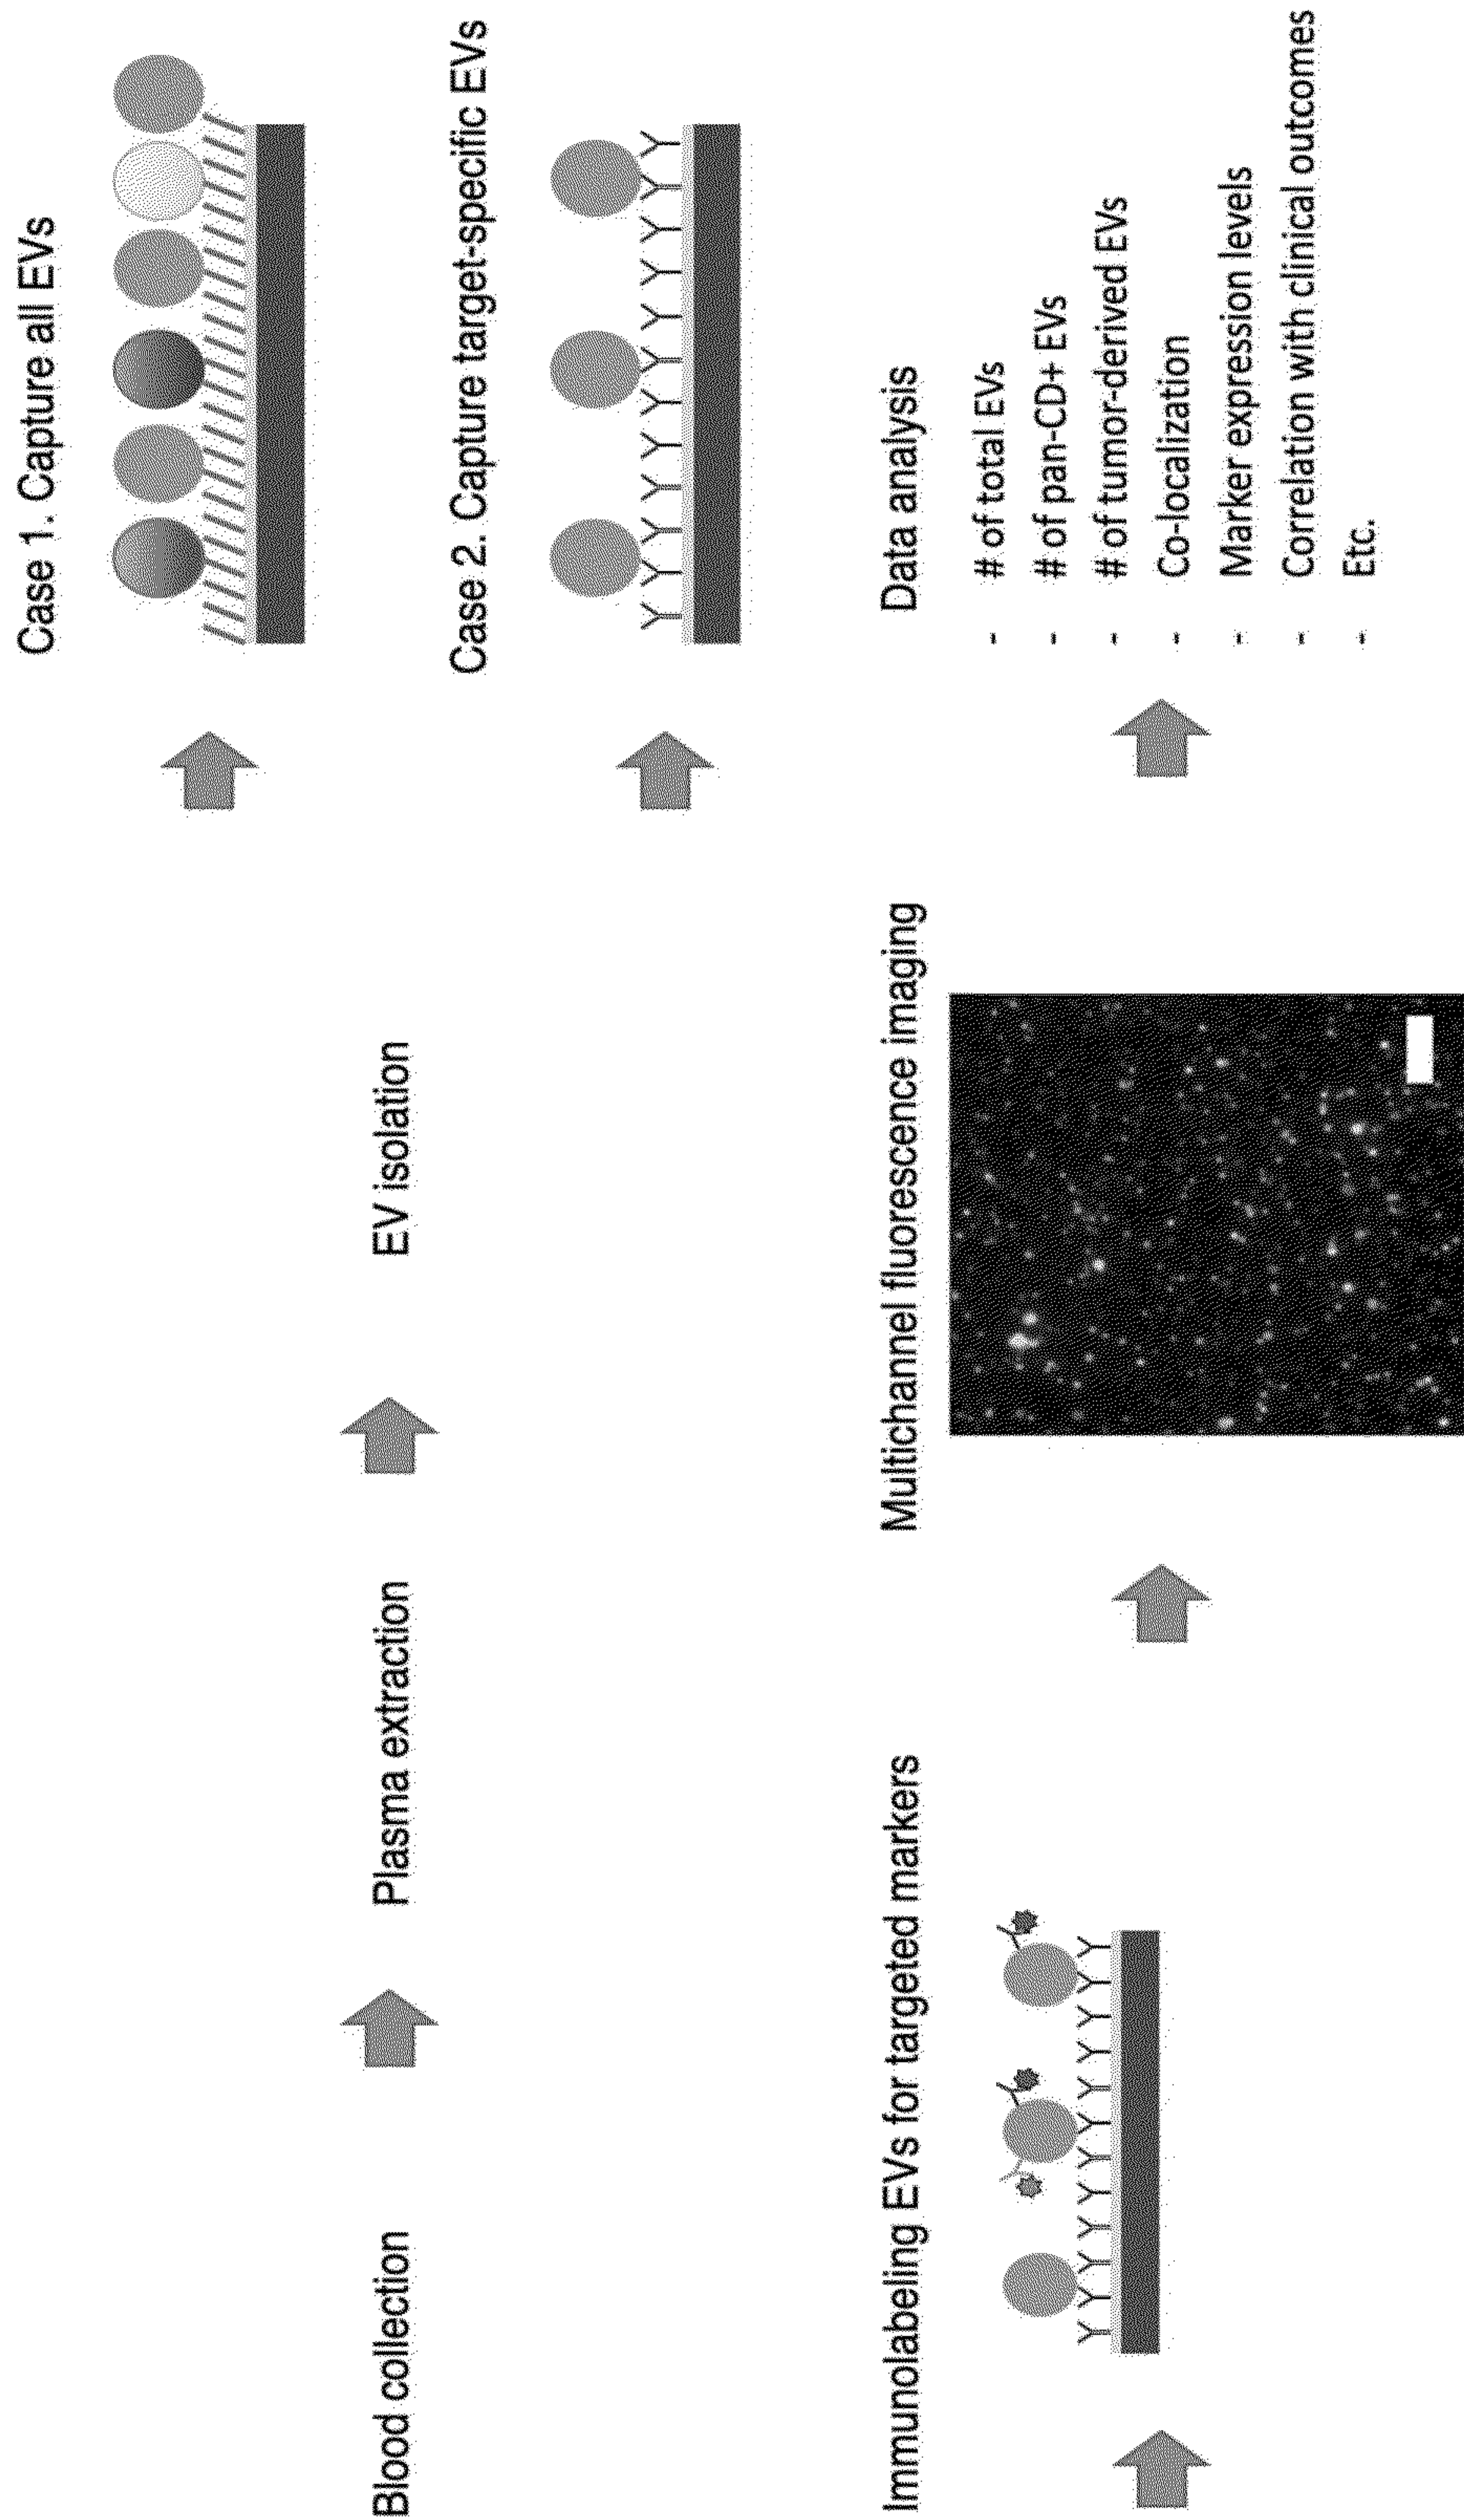 Blood collection
Plasma extraction
EV isolation
Case 1. Capture all EVs
Case 2. Capture target-specific EVs
Immunolabeling EVs for targeted markers
Multichannel fluorescence imaging
Data analysis
- # of total EVs
- # of pan-CD+ EVs
- # of tumor-derived EVs
- Co-localization
- Marker expression levels
- Correlation with clinical outcomes
- Etc.